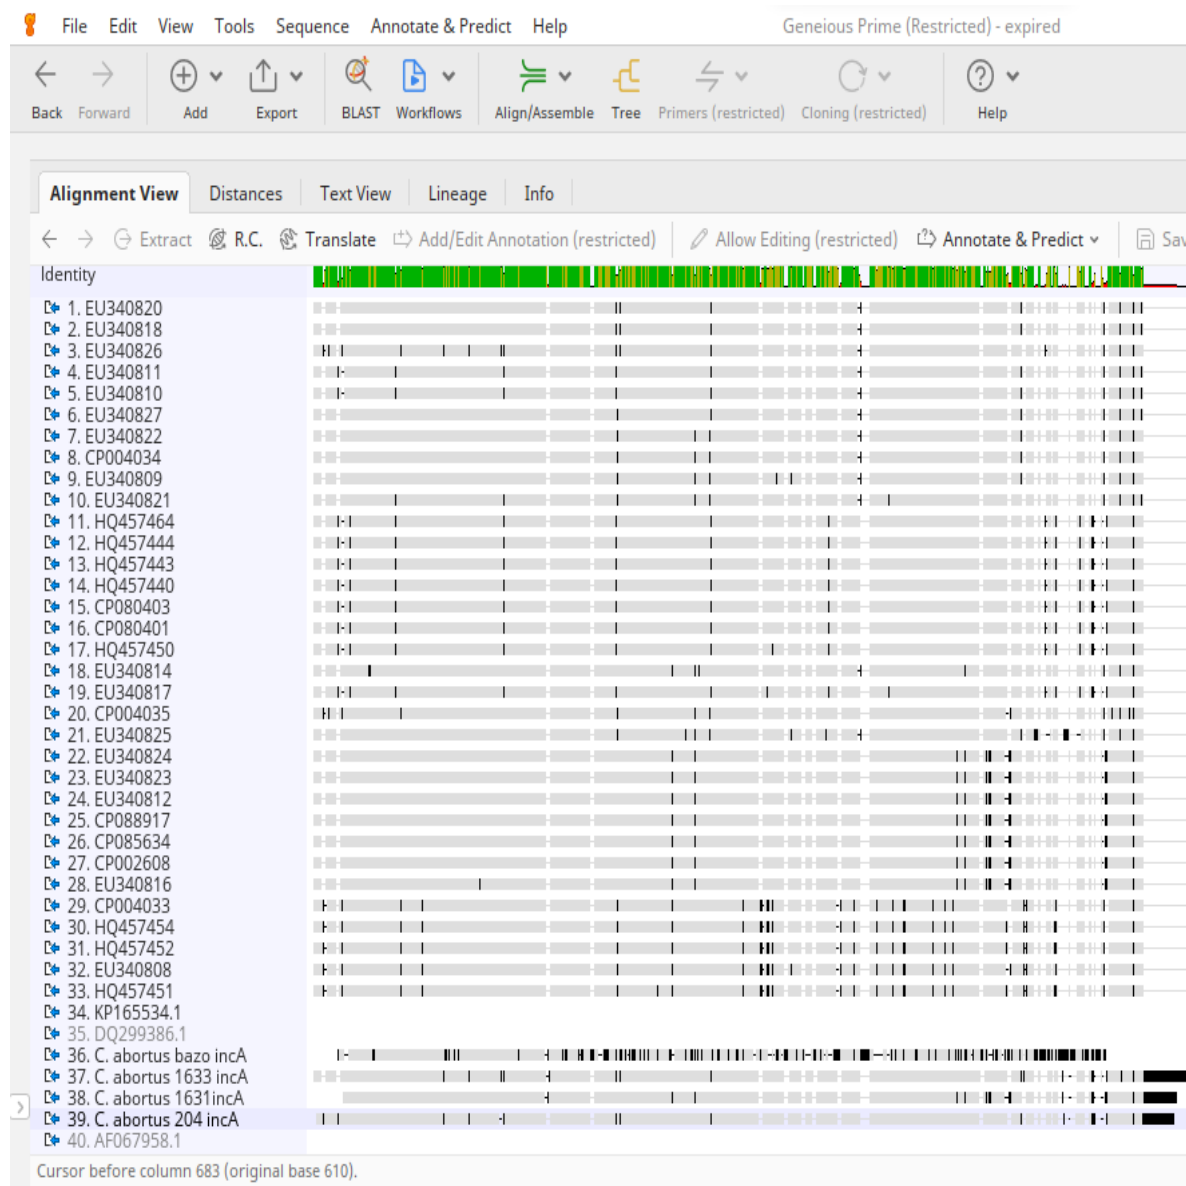 File Edit View Tools Sequence Annotate & Predict Help Geneious Prime (Restricted) - expired
Back Forward Add Export BLAST Workflows Align/Assemble Tree Primers (restricted) Cloning (restricted) Help
Alignment View Distances Text View Lineage Info
Extract R.C. Translate Add/Edit Annotation (restricted) Allow Editing (restricted) Annotate & Predict Sav
Identity
1. EU340820
2. EU340818
3. EU340826
4. EU340811
5. EU340810
6. EU340827
7. EU340822
8. CP004034
9. EU340809
10. EU340821
11. HQ457464
12. HQ457444
13. HQ457443
14. HQ457440
15. CP080403
16. CP080401
17. HQ457450
18. EU340814
19. EU340817
20. CP004035
21. EU340825
22. EU340824
23. EU340823
24. EU340812
25. CP088917
26. CP085634
27. CP002608
28. EU340816
29. CP004033
30. HQ457454
31. HQ457452
32. EU340808
33. HQ457451
34. KP165534.1
35. DQ299386.1
36. C. abortus bazo incA
37. C. abortus 1633 incA
38. C. abortus 1631incA
39. C. abortus 204 incA
40. AF067958.1
Cursor before column 683 (original base 610).